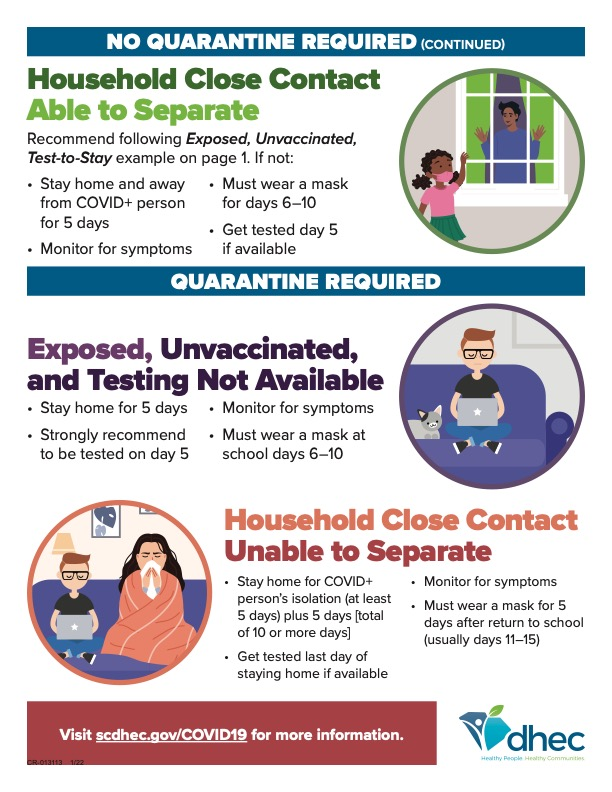 NO QUARANTINE REQUIRED (CONTINUED)
Household Close Contact
Able to Separate
Recommend following Exposed, Unvaccinated,
Test-to-Stay example on page 1. If not:
• Stay home and away
from COVID+ person
for 5 days
• Monitor for symptoms
• Must wear a mask
for days 6–10
• Get tested day 5
if available
QUARANTINE REQUIRED
Exposed, Unvaccinated,
and Testing Not Available
• Stay home for 5 days
• Strongly recommend
to be tested on day 5
• Monitor for symptoms
• Must wear a mask at
school days 6–10
Household Close Contact
Unable to Separate
• Stay home for COVID+
person’s isolation (at least
5 days) plus 5 days [total
of 10 or more days]
• Get tested last day of
staying home if available
• Monitor for symptoms
• Must wear a mask for 5
days after return to school
(usually days 11–15)
Visit scdhec.gov/COVID19 for more information.
CR-013113 1/22
dhec
Healthy People. Healthy Communities.